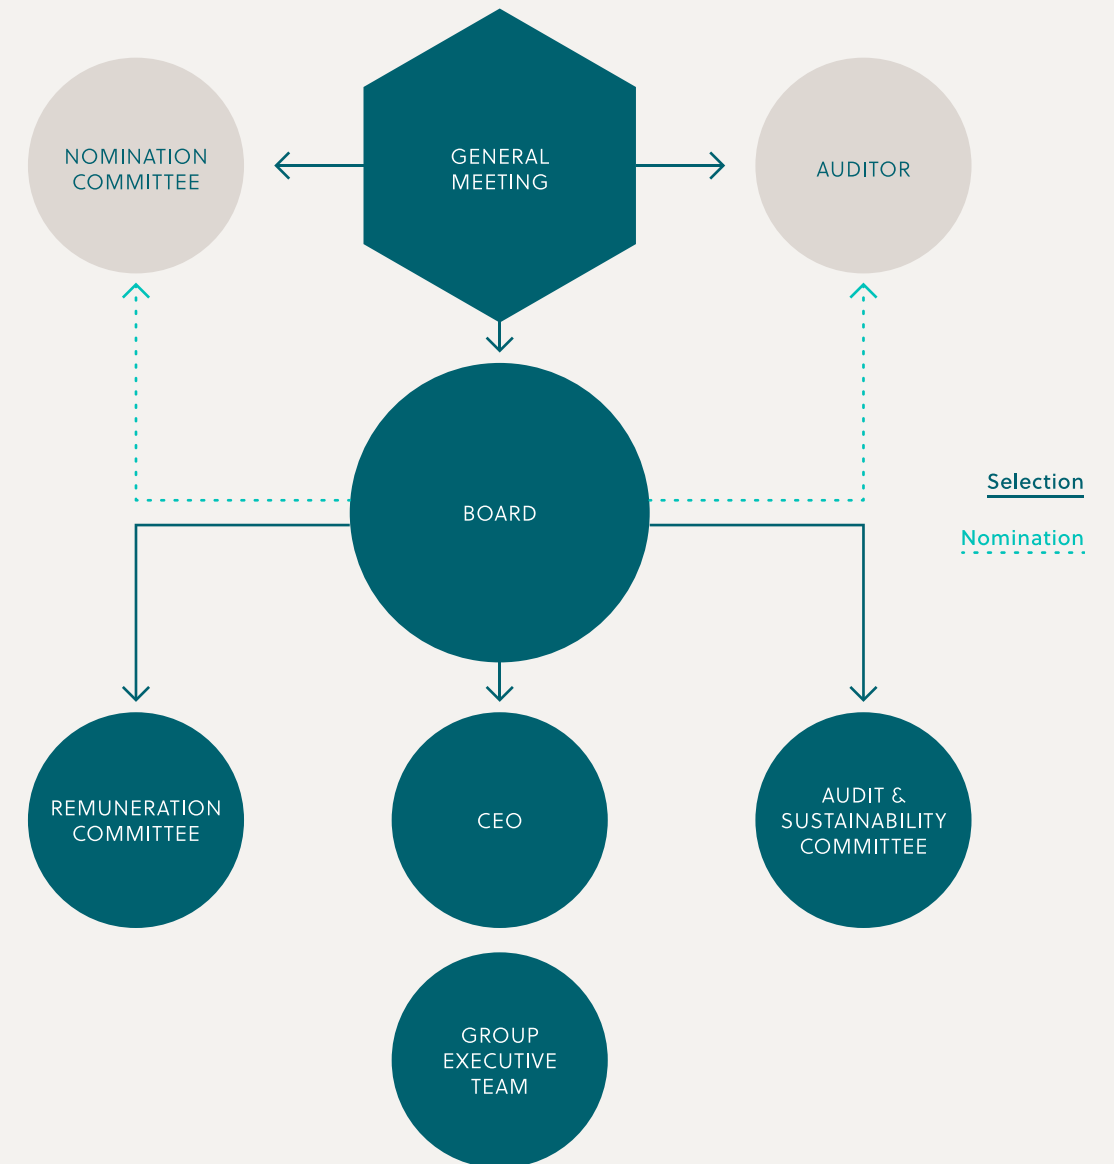 NOMINATION
COMMITTEE
GENERAL
MEETING
AUDITOR
BOARD
Selection
Nomination
REMUNERATION
COMMITTEE
CEO
AUDIT &
SUSTAINABILITY
COMMITTEE
GROUP
EXECUTIVE
TEAM